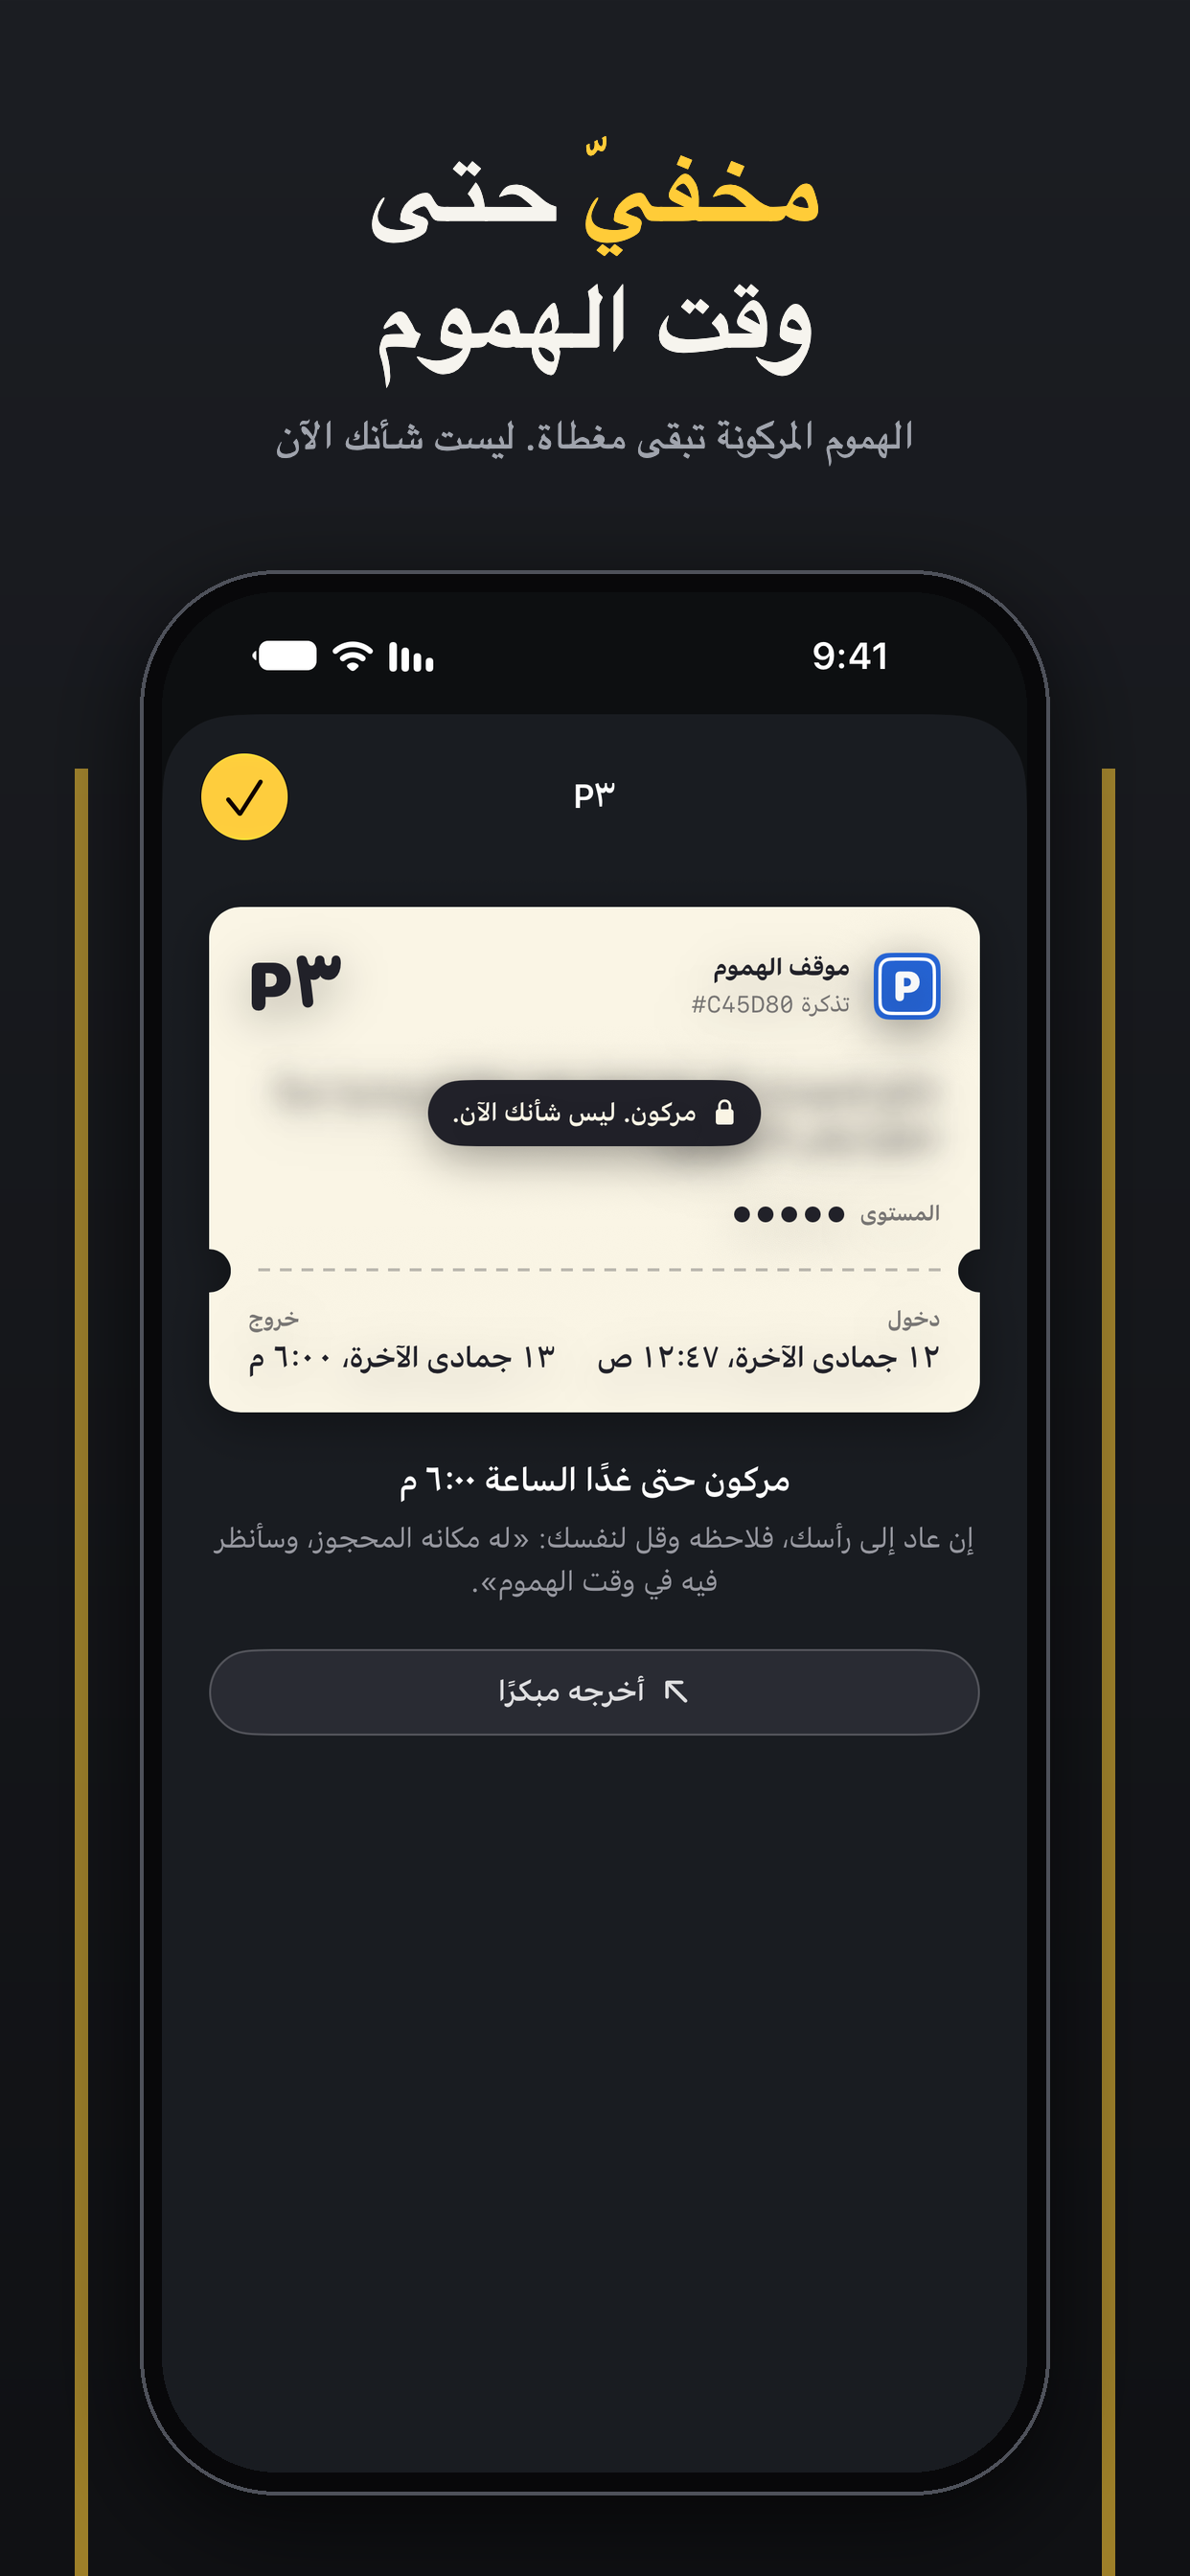 مخفيّ حتى
وقت الهموم
الهموم المركونة تبقى مغطاة. ليست شأنك الآن
9:41
P٣
P
موقف الهموم
تذكرة #C45D80
P٣
مركون. ليس شأنك الآن.
المستوى
دخول
خروج
١٢ جمادى الآخرة، ١٢:٤٧ ص
١٣ جمادى الآخرة، ٦:٠٠ م
مركون حتى غدًا الساعة ٦:٠٠ م
إن عاد إلى رأسك، فلاحظه وقل لنفسك: «له مكانه المحجوز، وسأنظر
فيه في وقت الهموم».
أخرجه مبكرًا